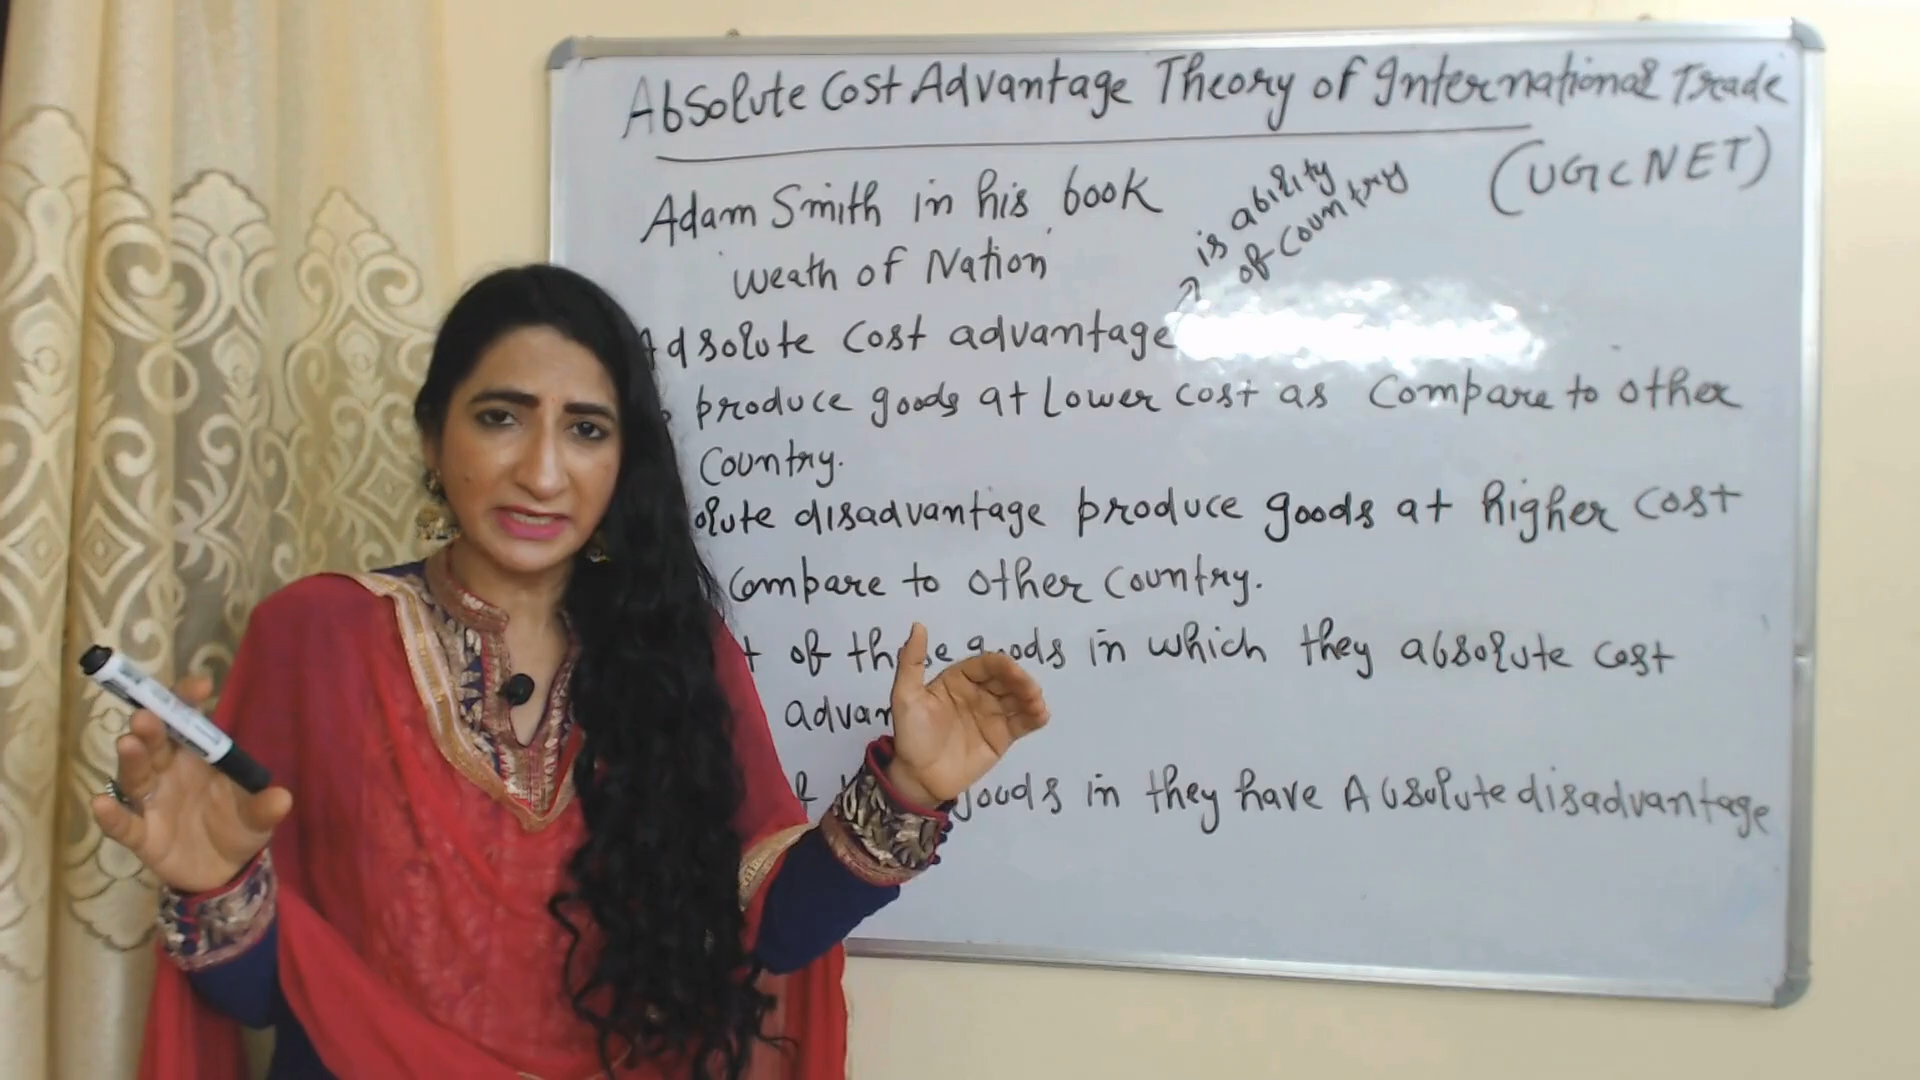 Absolute Cost Advantage Theory of International Trade
(UGC NET)
Adam Smith in his book
'Weath of Nation'
is ability
of Country
Adsolute Cost advantage
produce goods at Lower Cost as Compare to other
Country.
olute disadvantage produce goods at higher Cost
Compare to other Country.
t of those goods in which they absolute Cost
advan
goods in they have Absolute disadvantage